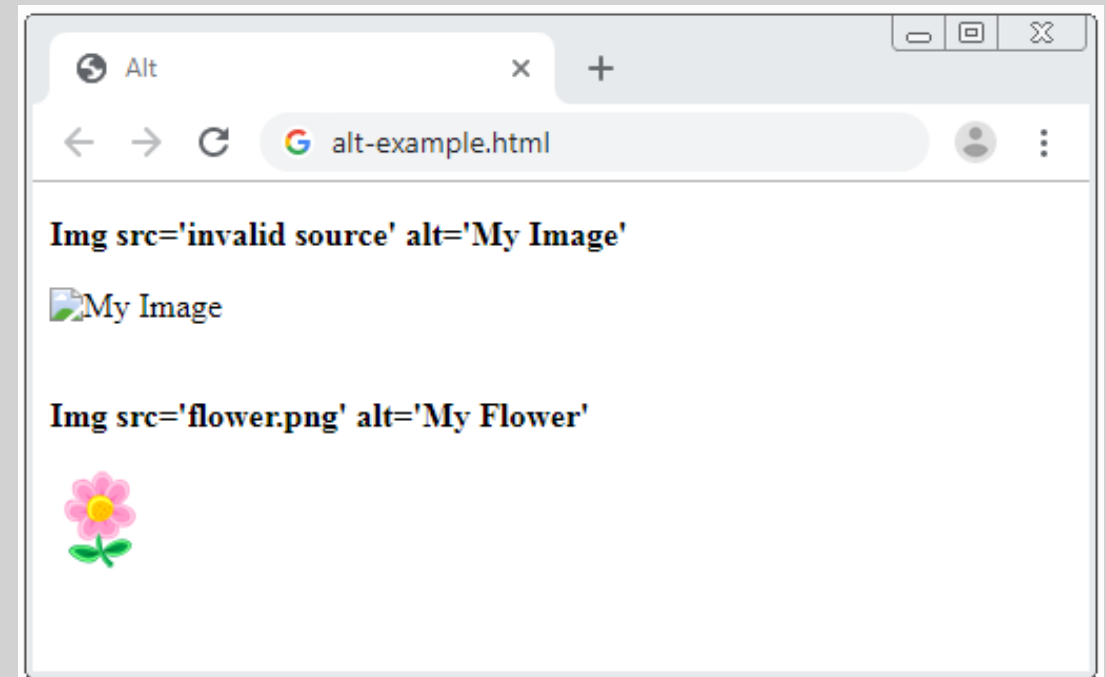 Alt
alt-example.html
Img src='invalid source' alt='My Image'
My Image
Img src='flower.png' alt='My Flower'